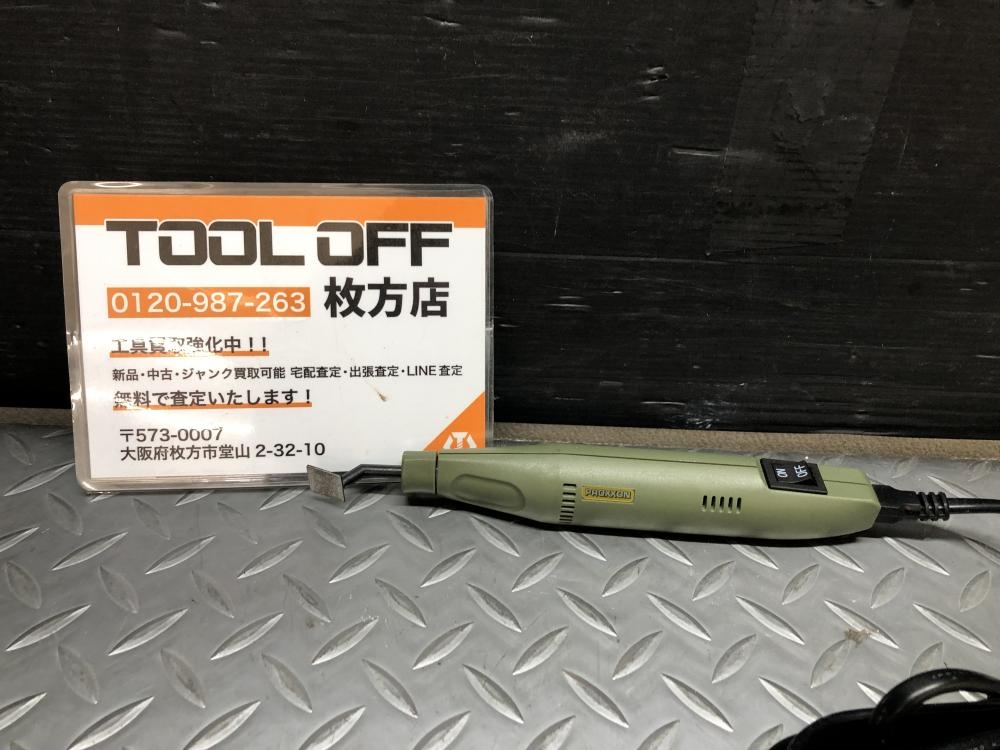 TOOL OFF
0120-987-263 枚方店
工具買取強化中！！
新品・中古・ジャンク買取可能 宅配査定・出張査定・LINE査定
無料で査定いたします！
〒573-0007
大阪府枚方市堂山2-32-10
PROXXON
ON
OFF